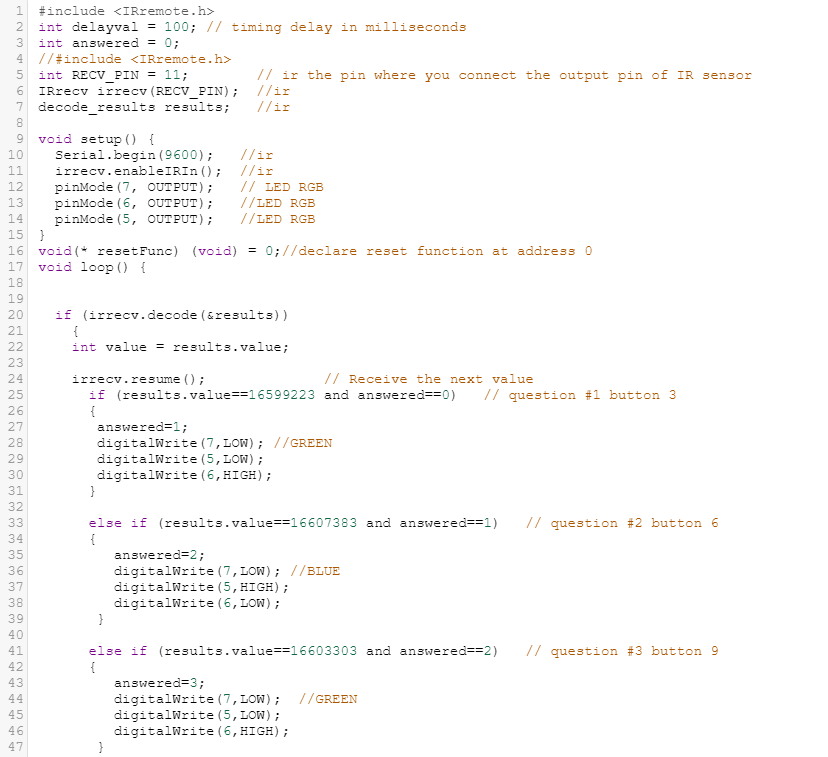 1 #include <IRremote.h>
2 int delayval = 100; // timing delay in milliseconds
3 int answered = 0;
4 //#include <IRremote.h>
5 int RECV_PIN = 11;        // ir the pin where you connect the output pin of IR sensor
6 IRrecv irrecv(RECV_PIN);  //ir
7 decode_results results;   //ir
8
9 void setup() {
10   Serial.begin(9600);   //ir
11   irrecv.enableIRIn();  //ir
12   pinMode(7, OUTPUT);   // LED RGB
13   pinMode(6, OUTPUT);   //LED RGB
14   pinMode(5, OUTPUT);   //LED RGB
15 }
16 void(* resetFunc) (void) = 0;//declare reset function at address 0
17 void loop() {
18
19
20   if (irrecv.decode(&results))
21     {
22     int value = results.value;
23
24     irrecv.resume();              // Receive the next value
25       if (results.value==16599223 and answered==0)   // question #1 button 3
26       {
27        answered=1;
28        digitalWrite(7,LOW); //GREEN
29        digitalWrite(5,LOW);
30        digitalWrite(6,HIGH);
31       }
32
33       else if (results.value==16607383 and answered==1)   // question #2 button 6
34       {
35          answered=2;
36          digitalWrite(7,LOW); //BLUE
37          digitalWrite(5,HIGH);
38          digitalWrite(6,LOW);
39        }
40
41       else if (results.value==16603303 and answered==2)   // question #3 button 9
42       {
43          answered=3;
44          digitalWrite(7,LOW);  //GREEN
45          digitalWrite(5,LOW);
46          digitalWrite(6,HIGH);
47        }